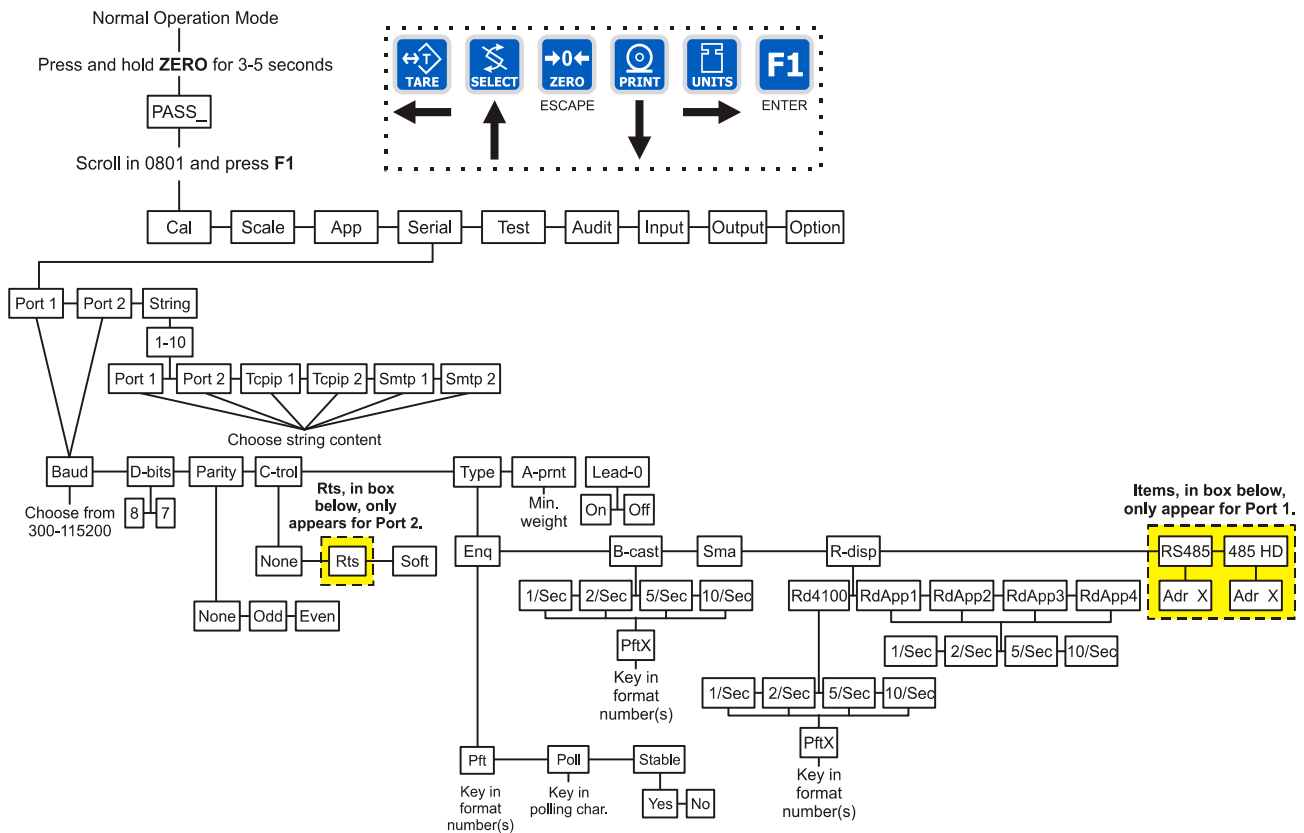 Normal Operation Mode
Press and hold ZERO for 3-5 seconds
PASS_
Scroll in 0801 and press F1
T
TARE
SELECT
0
ZERO
PRINT
UNITS
F1
ESCAPE
ENTER
Cal
Scale
App
Serial
Test
Audit
Input
Output
Option
Port 1
Port 2
String
1-10
Port 1
Port 2
Tcpip 1
Tcpip 2
Smtp 1
Smtp 2
Choose string content
Baud
D-bits
Parity
C-trol
Type
A-prnt
Lead-0
Choose from
300-115200
8
7
Rts, in box
below, only
appears for Port 2.
Min.
weight
On
Off
Items, in box below,
only appear for Port 1.
None
Rts
Soft
Enq
B-cast
Sma
R-disp
RS485
485 HD
Adr X
Adr X
None
Odd
Even
1/Sec
2/Sec
5/Sec
10/Sec
Rd4100
RdApp1
RdApp2
RdApp3
RdApp4
PftX
Key in
format
number(s)
1/Sec
2/Sec
5/Sec
10/Sec
1/Sec
2/Sec
5/Sec
10/Sec
PftX
Key in
format
number(s)
Pft
Poll
Stable
Key in
format
number(s)
Key in
polling char.
Yes
No